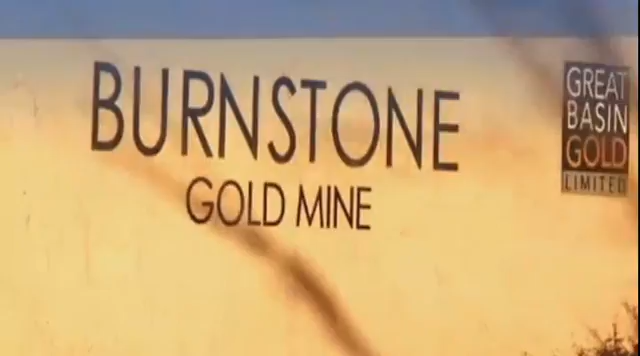 BURNSTONE
GOLD MINE
GREAT
BASIN
GOLD
LIMITED